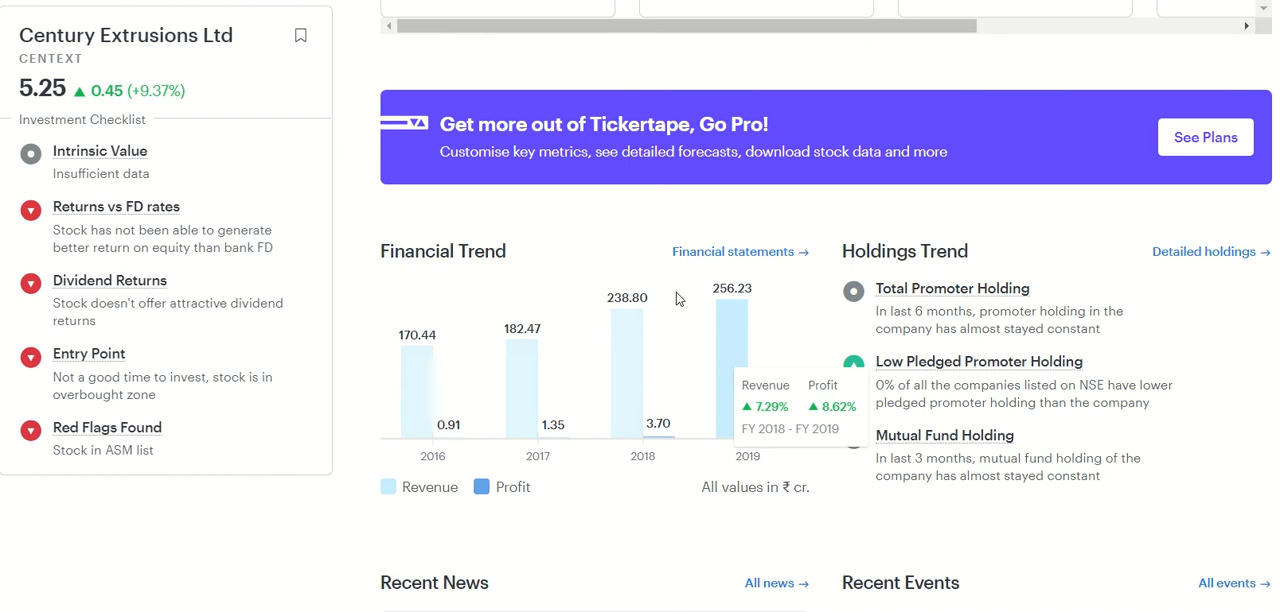 Century Extrusions Ltd
CENTEXT
5.25 ▲ 0.45 (+9.37%)
Investment Checklist
Intrinsic Value
Insufficient data
Returns vs FD rates
Stock has not been able to generate
better return on equity than bank FD
Dividend Returns
Stock doesn't offer attractive dividend
returns
Entry Point
Not a good time to invest, stock is in
overbought zone
Red Flags Found
Stock in ASM list
Get more out of Tickertape, Go Pro!
Customise key metrics, see detailed forecasts, download stock data and more
See Plans
Financial Trend
Financial statements →
170.44
182.47
238.80
256.23
0.91
1.35
3.70
Revenue Profit
▲ 7.29% ▲ 8.62%
FY 2018 - FY 2019
2016 2017 2018 2019
Revenue Profit
All values in ₹ cr.
Holdings Trend
Detailed holdings →
Total Promoter Holding
In last 6 months, promoter holding in the
company has almost stayed constant
Low Pledged Promoter Holding
0% of all the companies listed on NSE have lower
pledged promoter holding than the company
Mutual Fund Holding
In last 3 months, mutual fund holding of the
company has almost stayed constant
Recent News
All news →
Recent Events
All events →